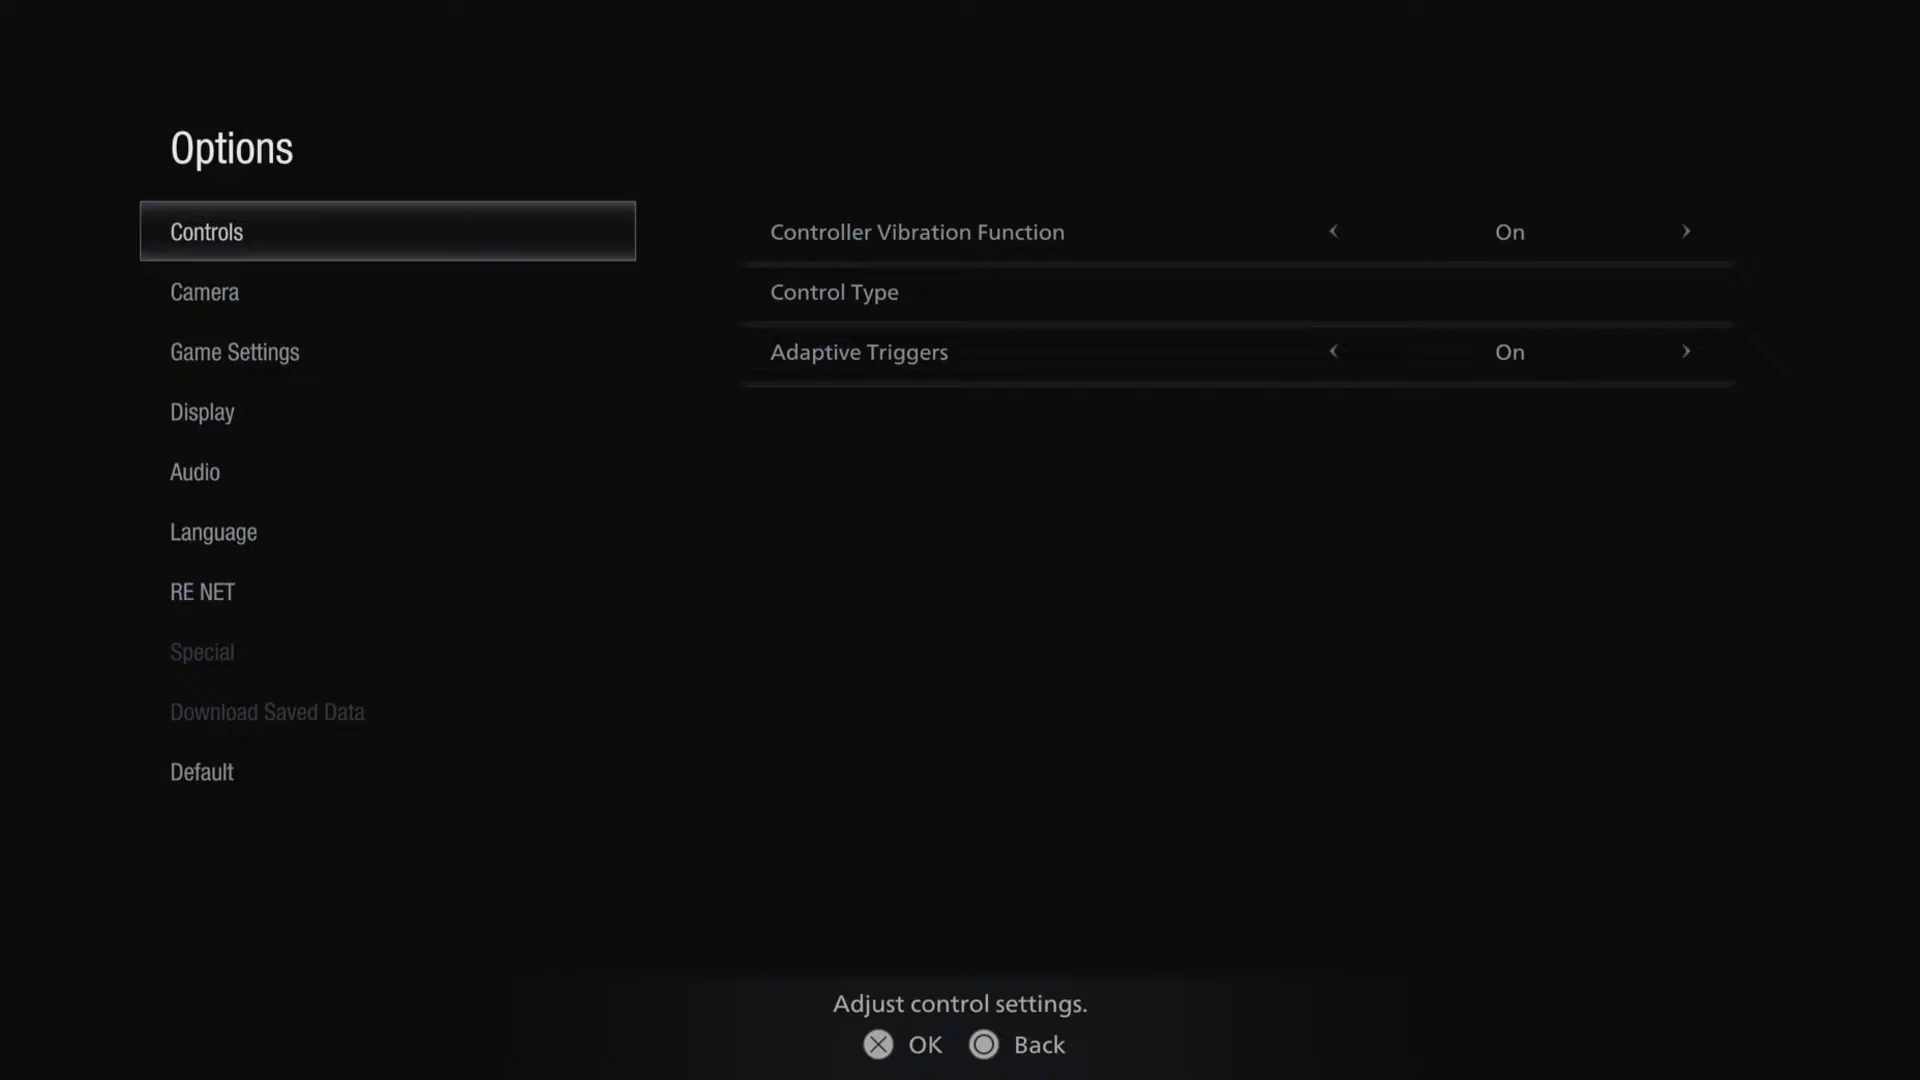 Options
Controls
Camera
Game Settings
Display
Audio
Language
RE NET
Special
Download Saved Data
Default
Controller Vibration Function On
Control Type
Adaptive Triggers On
Adjust control settings.
OK Back